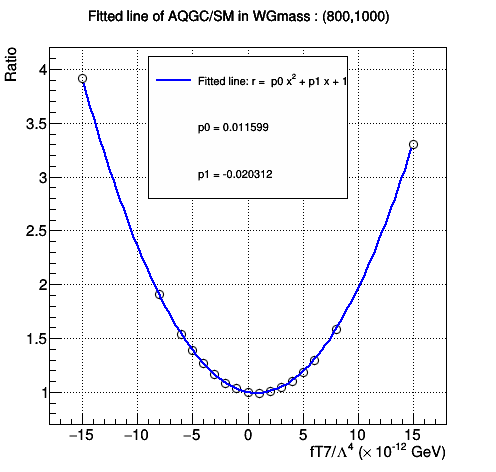 Fitted line of AQGC/SM in WGmass : (800,1000)
Ratio
Fitted line: r = p0 x² + p1 x + 1
p0 = 0.011599
p1 = -0.020312
4
3.5
3
2.5
2
1.5
1
−15 −10 −5 0 5 10 15
fT7/Λ⁴ (× 10⁻¹² GeV)